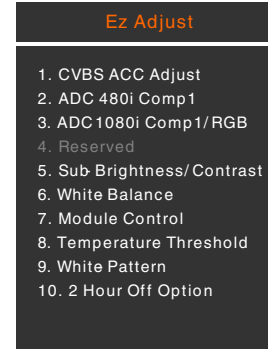 Ez Adjust
1. CVBS ACC Adjust
2. ADC 480i Comp1
3. ADC1080i Comp1/RGB
4. Reserved
5. Sub-Brightness/Contrast
6. White Balance
7. Module Control
8. Temperature Threshold
9. White Pattern
10. 2 Hour Off Option